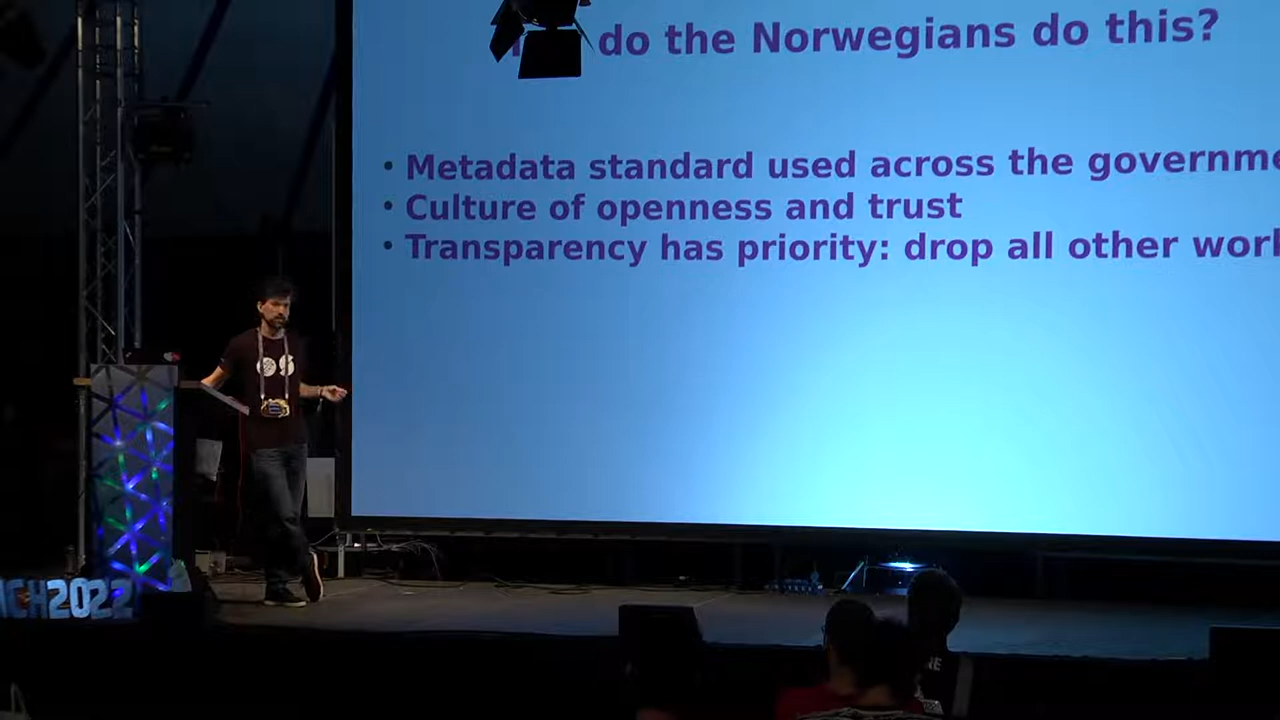 do the Norwegians do this?
• Metadata standard used across the governme
• Culture of openness and trust
• Transparency has priority: drop all other work
CH2022